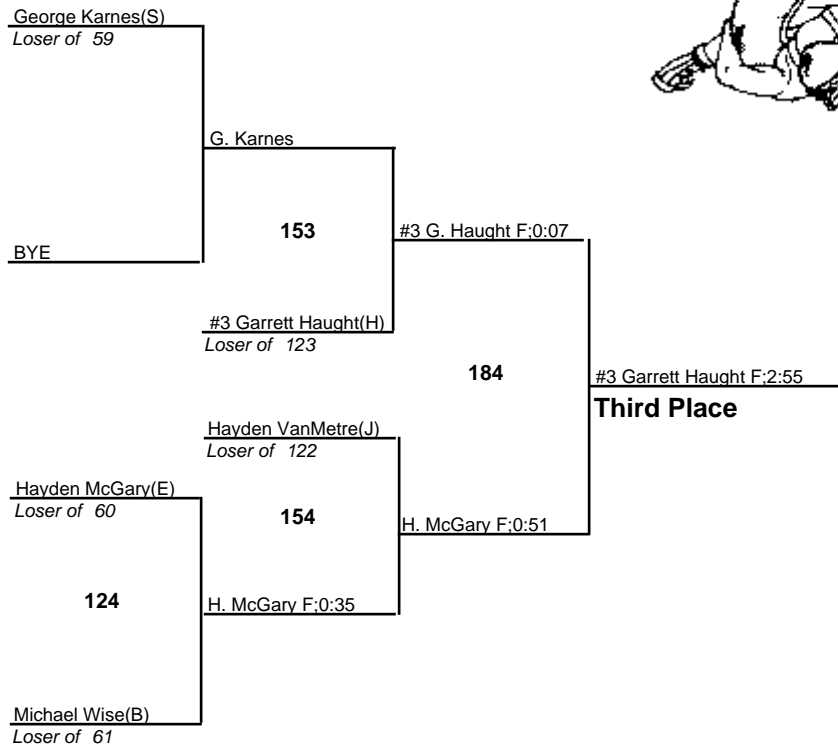 George Karnes(S)
Loser of 59
G. Karnes
153
#3 G. Haught F;0:07
BYE
#3 Garrett Haught(H)
Loser of 123
184
#3 Garrett Haught F;2:55
Third Place
Hayden VanMetre(J)
Loser of 122
Hayden McGary(E)
Loser of 60
154
H. McGary F;0:51
124
H. McGary F;0:35
Michael Wise(B)
Loser of 61